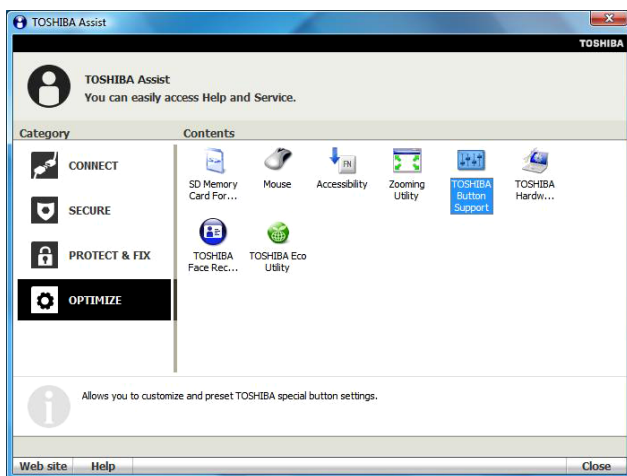 TOSHIBA Assist
TOSHIBA
TOSHIBA Assist
You can easily access Help and Service.
Category
Contents
CONNECT
SECURE
PROTECT & FIX
OPTIMIZE
SD Memory
Card For...
Mouse
FN
Accessibility
Zooming
Utility
TOSHIBA
Button
Support
TOSHIBA
Hardw...
TOSHIBA
Face Rec...
TOSHIBA Eco
Utility
Allows you to customize and preset TOSHIBA special button settings.
Web site
Help
Close